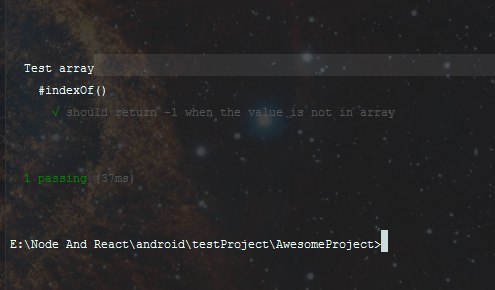 Test array
#indexOf()
√ should return -1 when the value is not in array
1 passing (37ms)
E:\Node And React\android\testProject\AwesomeProject>